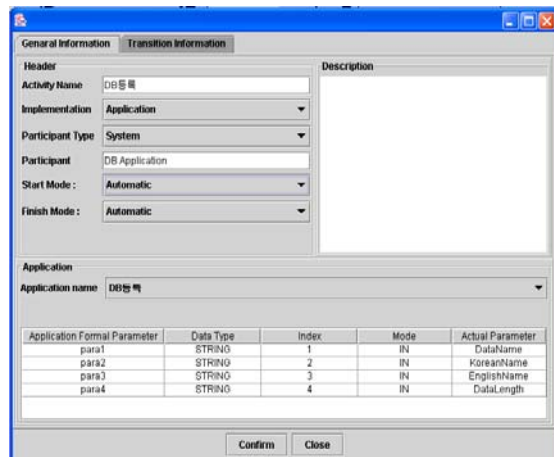 Genaral Information Transition Information
Header Description
Activity Name DB등록
Implementation Application
Participant Type System
Participant DB Application
Start Mode : Automatic
Finish Mode : Automatic
Application
Application name DB등록
Application Formal Parameter Data Type Index Mode Actual Parameter
para1 STRING 1 IN DataName
para2 STRING 2 IN KoreanName
para3 STRING 3 IN EnglishName
para4 STRING 4 IN DataLength
Confirm Close